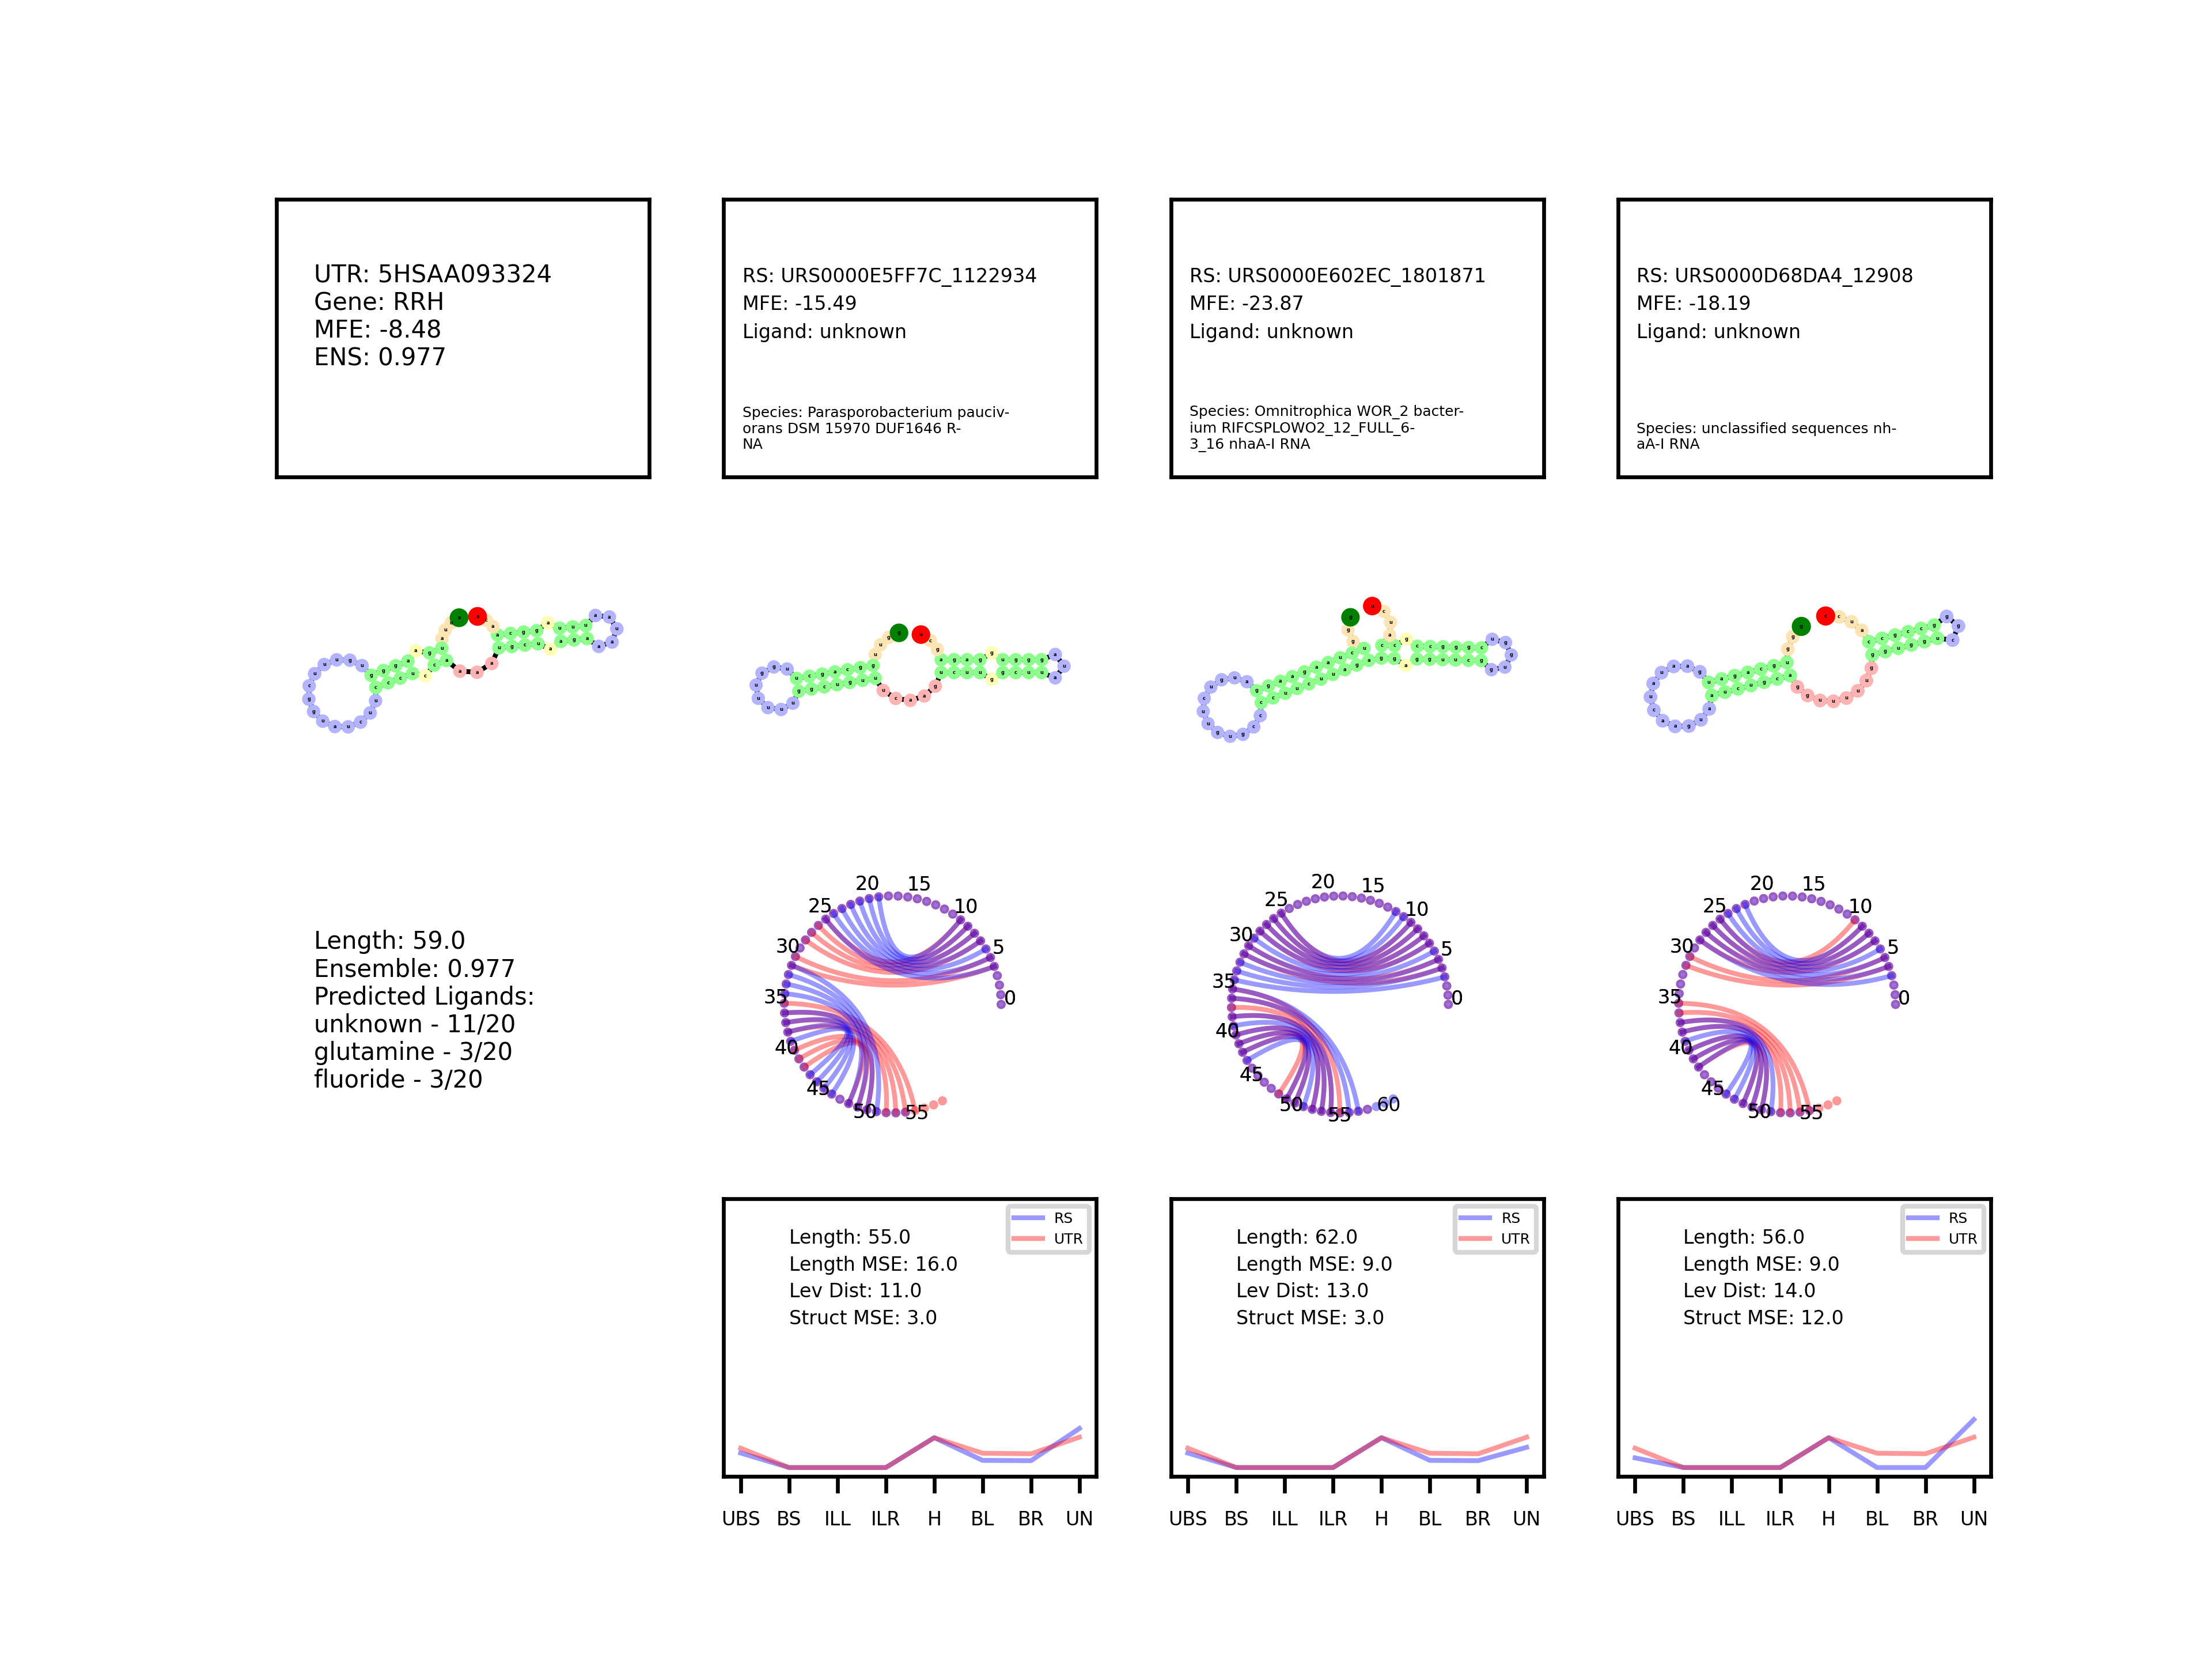 UTR: 5HSAA093324
Gene: RRH
MFE: -8.48
ENS: 0.977
RS: URS0000E5FF7C_1122934
MFE: -15.49
Ligand: unknown
Species: Parasporobacterium pauciv-
orans DSM 15970 DUF1646 R-
NA
RS: URS0000E602EC_1801871
MFE: -23.87
Ligand: unknown
Species: Omnitrophica WOR_2 bacter-
ium RIFCSPLOWO2_12_FULL_6-
3_16 nhaA-I RNA
RS: URS0000D68DA4_12908
MFE: -18.19
Ligand: unknown
Species: unclassified sequences nh-
aA-I RNA
Length: 59.0
Ensemble: 0.977
Predicted Ligands:
unknown - 11/20
glutamine - 3/20
fluoride - 3/20
0
5
10
15
20
25
30
35
40
45
50
55
0
5
10
15
20
25
30
35
40
45
50
55
60
0
5
10
15
20
25
30
35
40
45
50
55
RS
UTR
Length: 55.0
Length MSE: 16.0
Lev Dist: 11.0
Struct MSE: 3.0
UBS BS ILL ILR H BL BR UN
RS
UTR
Length: 62.0
Length MSE: 9.0
Lev Dist: 13.0
Struct MSE: 3.0
UBS BS ILL ILR H BL BR UN
RS
UTR
Length: 56.0
Length MSE: 9.0
Lev Dist: 14.0
Struct MSE: 12.0
UBS BS ILL ILR H BL BR UN